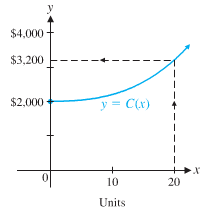 y
$4,000
$3,200
$2,000
y = C(x)
x
0
10
20
Units